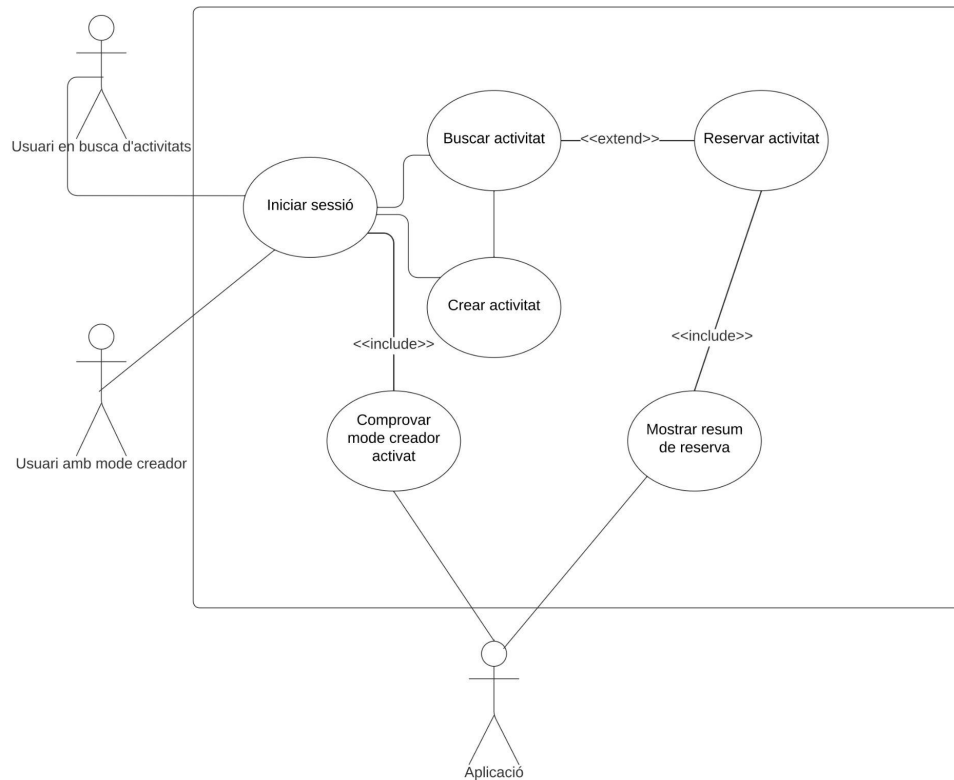 Usuari en busca d'activitats
Buscar activitat
<<extend>>
Reservar activitat
Iniciar sessió
Crear activitat
<<include>>
<<include>>
Usuari amb mode creador
Comprovar
mode creador
activat
Mostrar resum
de reserva
Aplicació